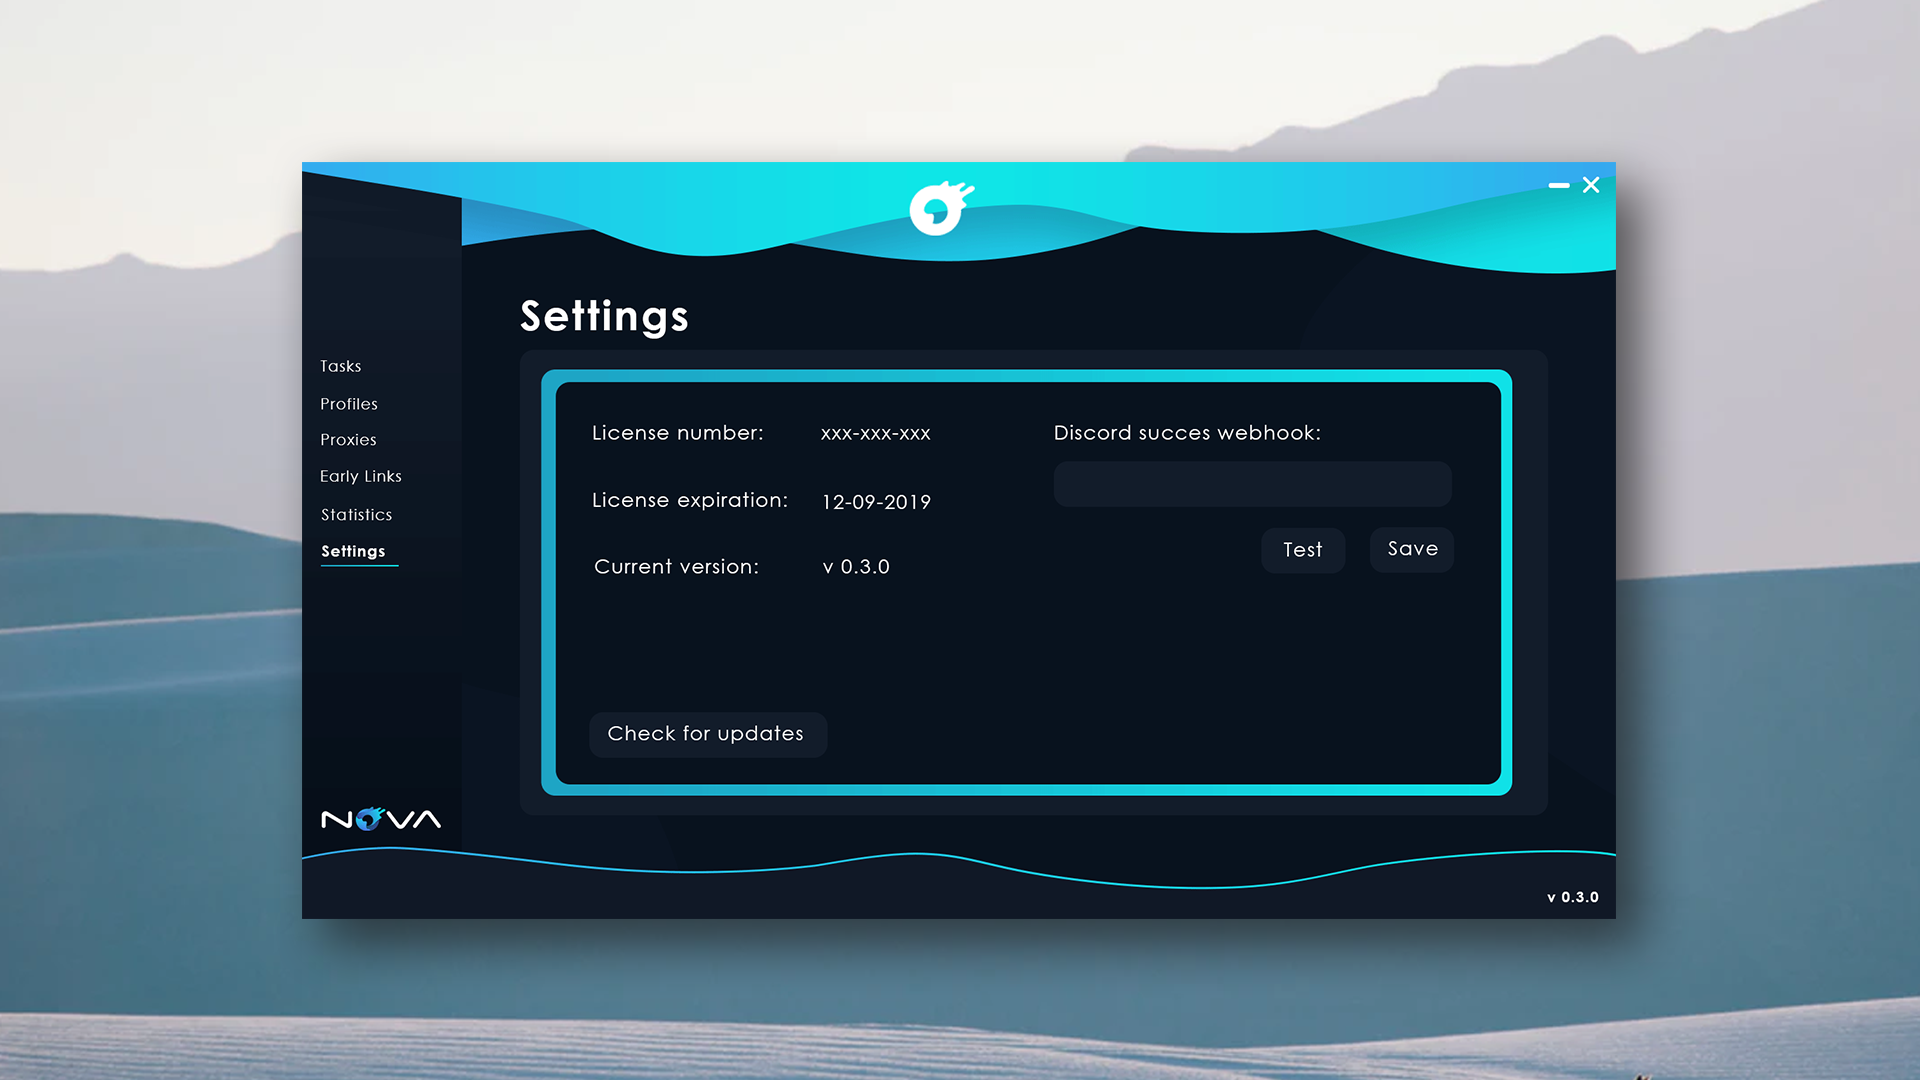 Settings
Tasks
Profiles
Proxies
Early Links
Statistics
Settings
License number: xxx-xxx-xxx
License expiration: 12-09-2019
Current version: v 0.3.0
Discord succes webhook:
Test Save
Check for updates
NOVA
v 0.3.0